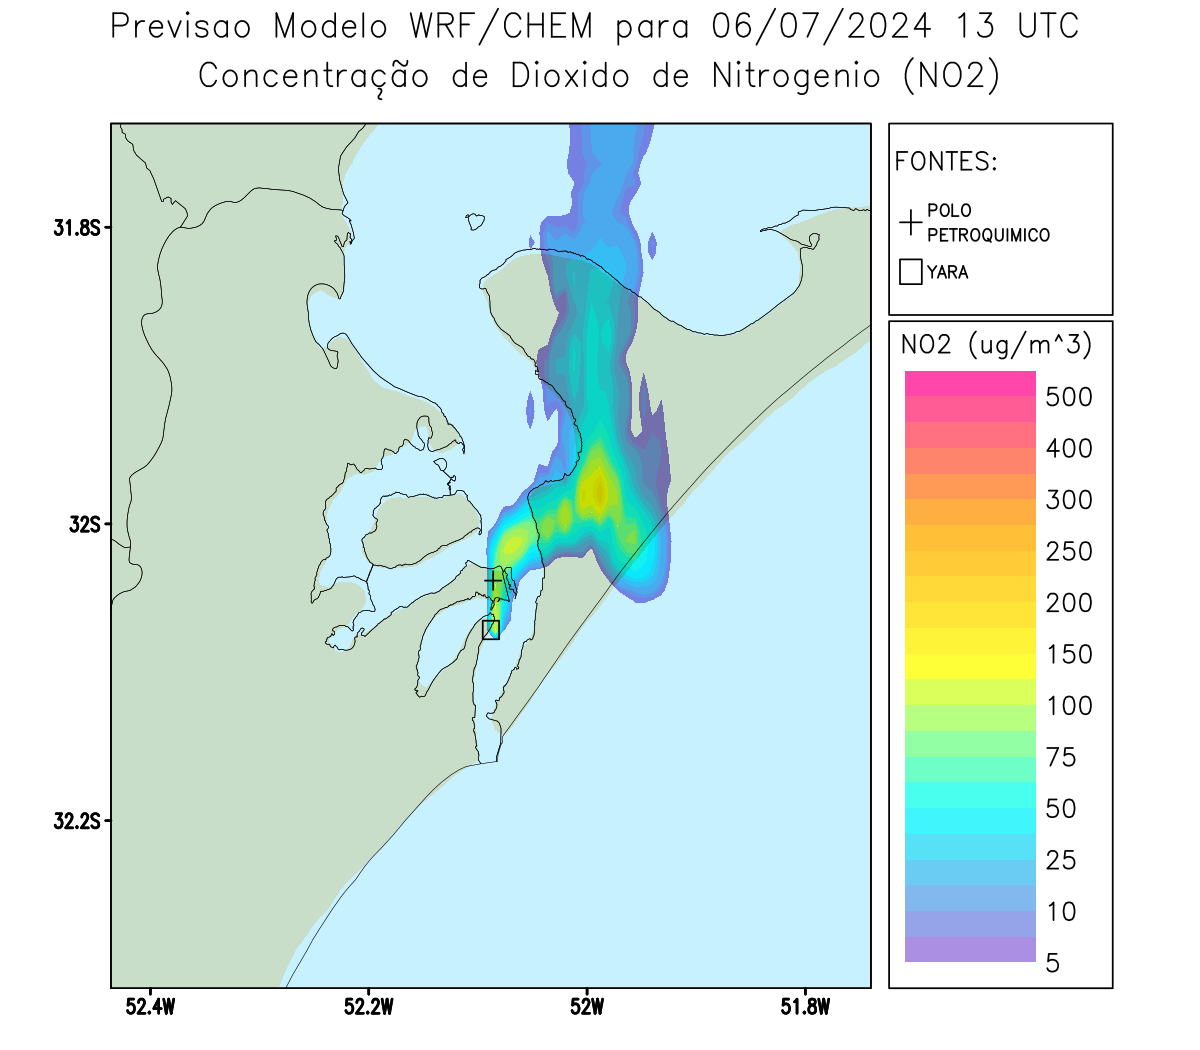 Previsao Modelo WRF/CHEM para 06/07/2024 13 UTC
Concentração de Dioxido de Nitrogenio (NO2)
FONTES:
POLO
PETROQUIMICO
YARA
NO2 (ug/m^3)
500
400
300
250
200
150
100
75
50
25
10
5
31.8S
32S
32.2S
52.4W
52.2W
52W
51.8W